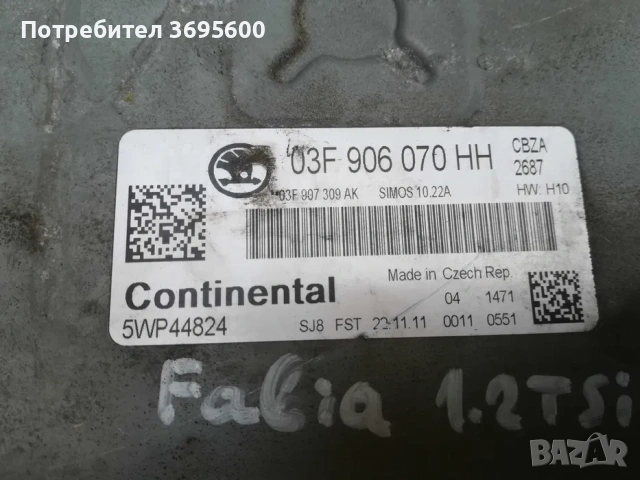 Потребител 3695600
03F 906 070 HH
CBZA
2687
03F 907 309 AK SIMOS 10.22A HW: H10
Continental
Made in Czech Rep.
04 1471
5WP44824
SJ8 FST 22.11.11 0011 0551
Fabia 1.2TSi
BAZAR